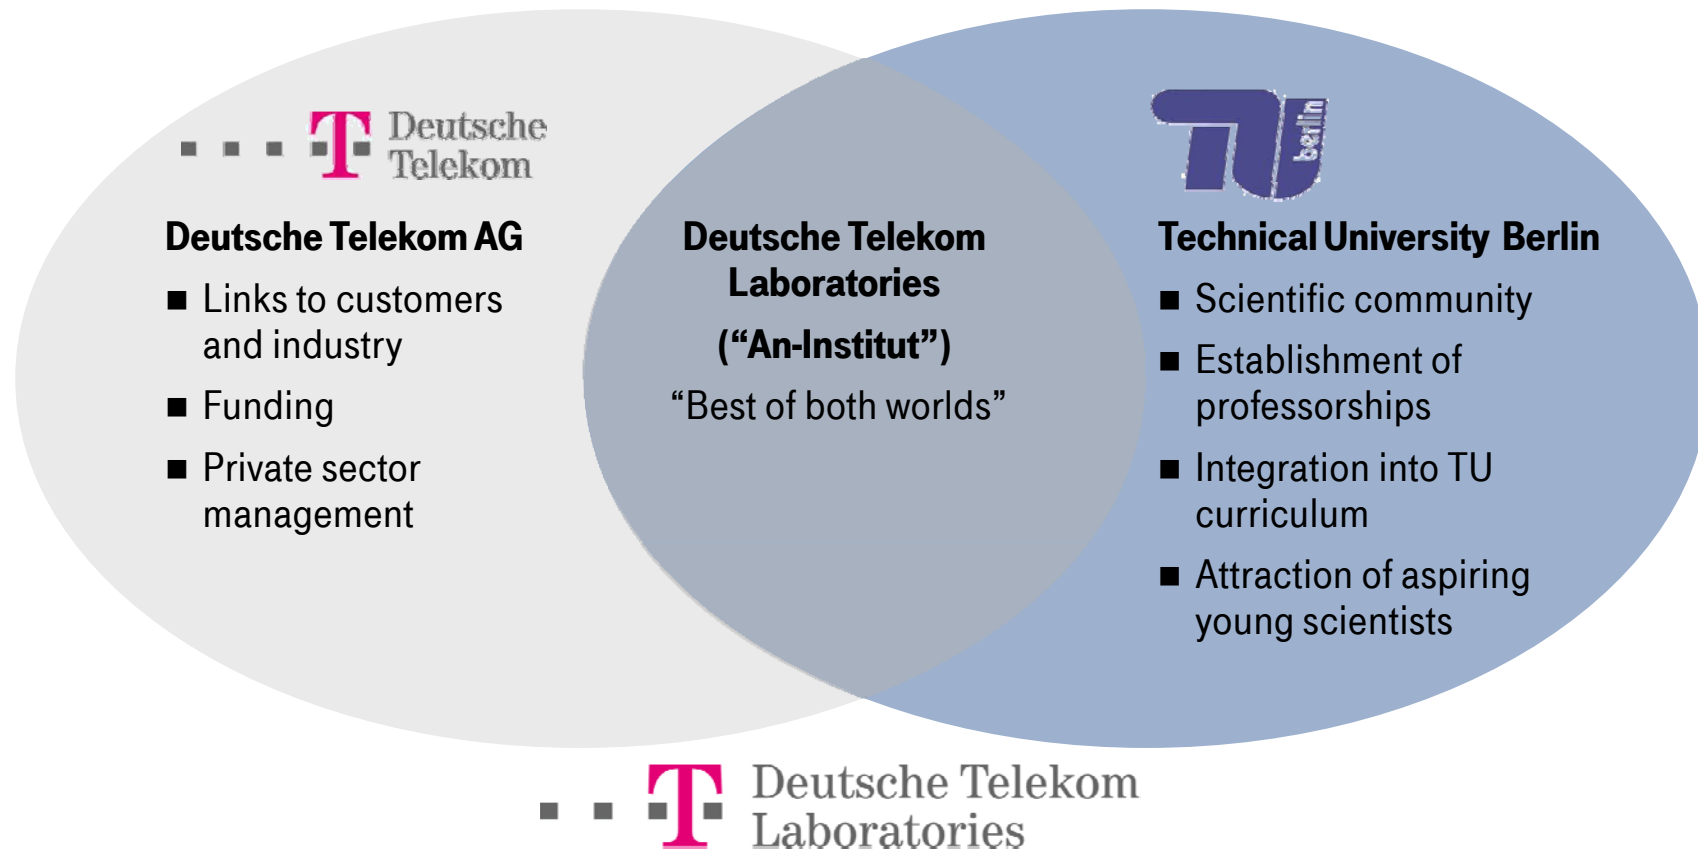 Deutsche
Telekom
Deutsche Telekom AG
■ Links to customers
and industry
■ Funding
■ Private sector
management
Deutsche Telekom
Laboratories
(“An-Institut”)
“Best of both worlds”
TU berlin
Technical University Berlin
■ Scientific community
■ Establishment of
professorships
■ Integration into TU
curriculum
■ Attraction of aspiring
young scientists
T Deutsche Telekom
Laboratories